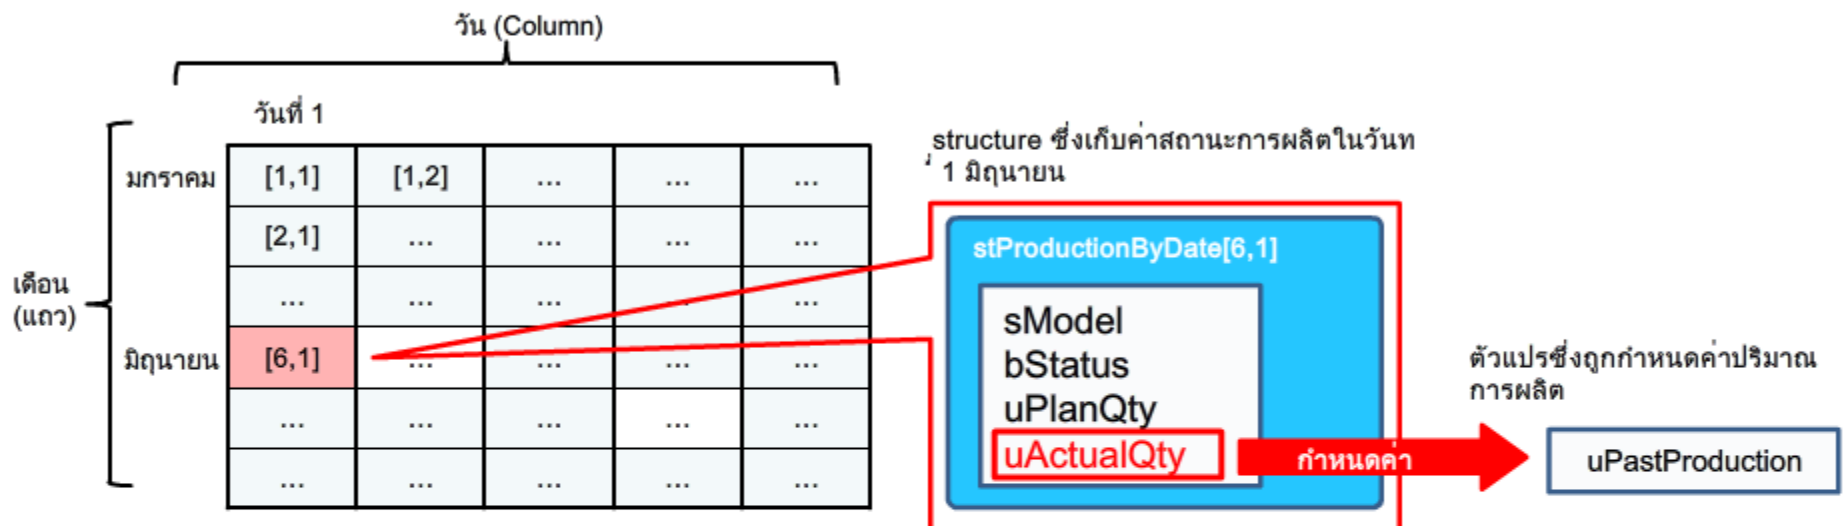 วัน (Column)
วันที่ 1
เดือน
(แถว)
มกราคม [1,1] [1,2] ... ... ...
[2,1] ... ... ... ...
... ... ... ... ...
มิถุนายน [6,1] ... ... ... ...
... ... ... ... ...
... ... ... ... ...
structure ซึ่งเก็บค่าสถานะการผลิตในวันท
ี่ 1 มิถุนายน
stProductionByDate[6,1]
sModel
bStatus
uPlanQty
uActualQty
กำหนดค่า
ตัวแปรซึ่งถูกกำหนดค่าปริมาณ
การผลิต
uPastProduction